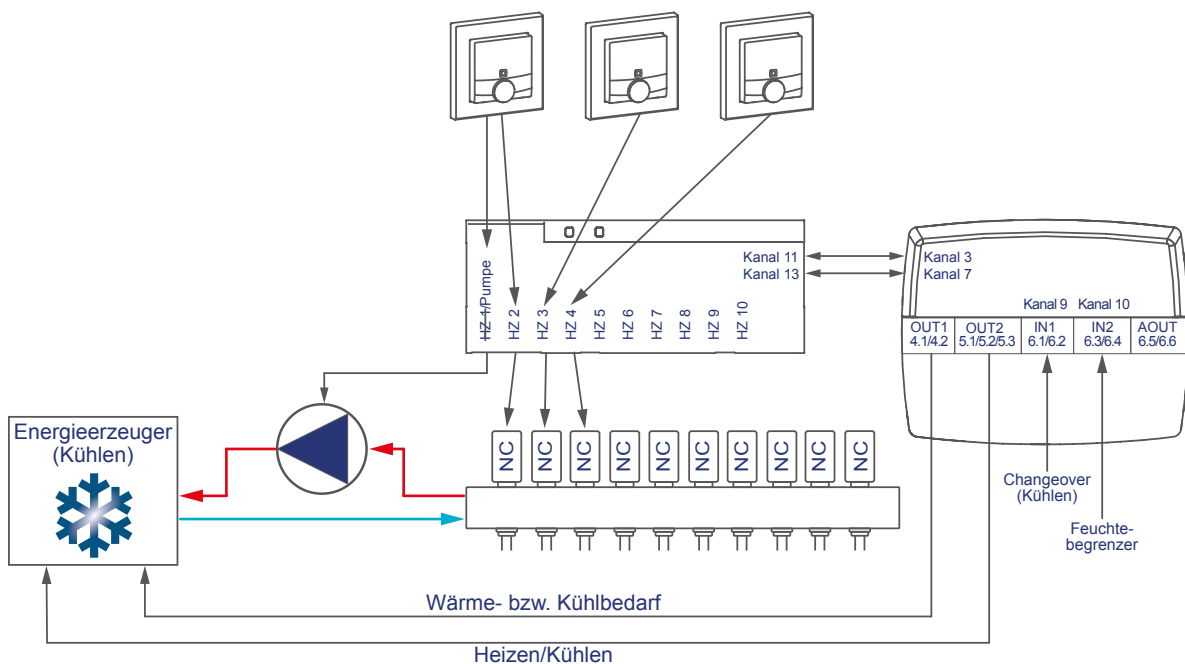 Kanal 11
Kanal 13
Kanal 3
Kanal 7
HZ 1/Pumpe
HZ 2
HZ 3
HZ 4
HZ 5
HZ 6
HZ 7
HZ 8
HZ 9
HZ 10
Kanal 9 Kanal 10
OUT1
4.1/4.2
OUT2
5.1/5.2/5.3
IN1
6.1/6.2
IN2
6.3/6.4
AOUT
6.5/6.6
Energieerzeuger
(Kühlen)
NC
NC
NC
NC
NC
NC
NC
NC
NC
NC
Changeover
(Kühlen)
Feuchte-
begrenzer
Wärme- bzw. Kühlbedarf
Heizen/Kühlen